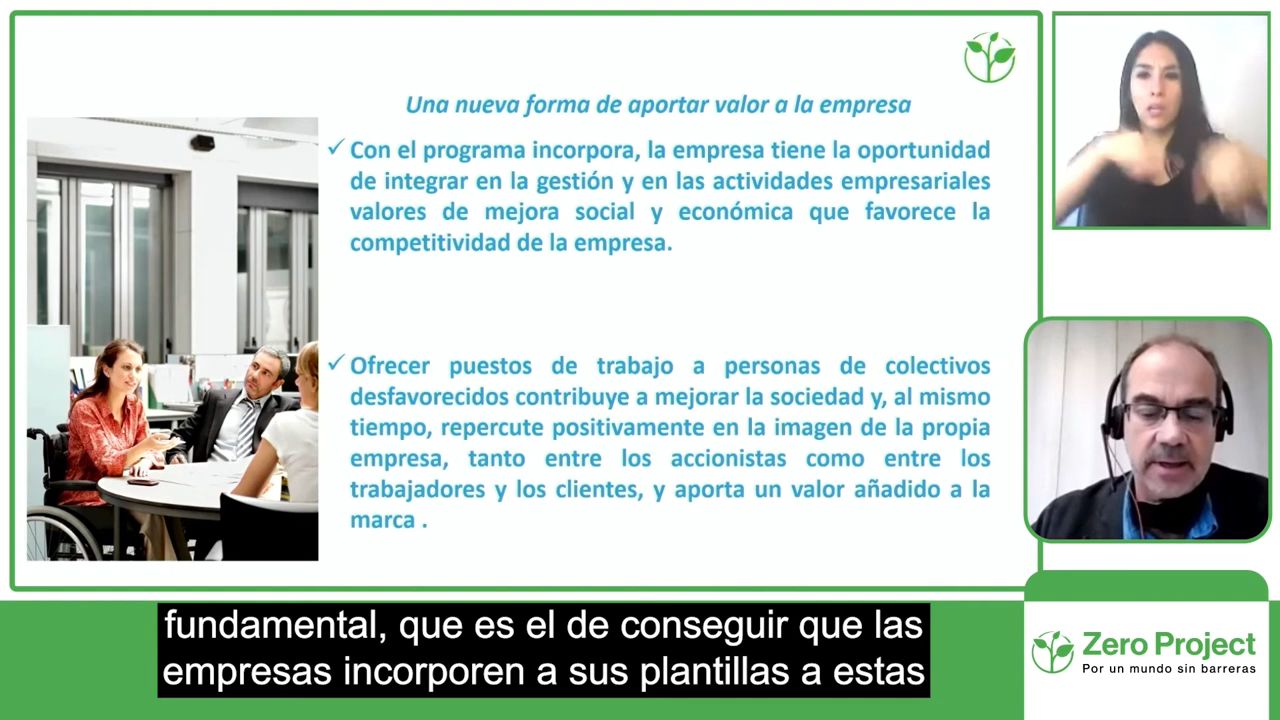 Una nueva forma de aportar valor a la empresa
✓ Con el programa incorpora, la empresa tiene la oportunidad
de integrar en la gestión y en las actividades empresariales
valores de mejora social y económica que favorece la
competitividad de la empresa.
✓ Ofrecer puestos de trabajo a personas de colectivos
desfavorecidos contribuye a mejorar la sociedad y, al mismo
tiempo, repercute positivamente en la imagen de la propia
empresa, tanto entre los accionistas como entre los
trabajadores y los clientes, y aporta un valor añadido a la
marca .
fundamental, que es el de conseguir que las
empresas incorporen a sus plantillas a estas
Zero Project
Por un mundo sin barreras